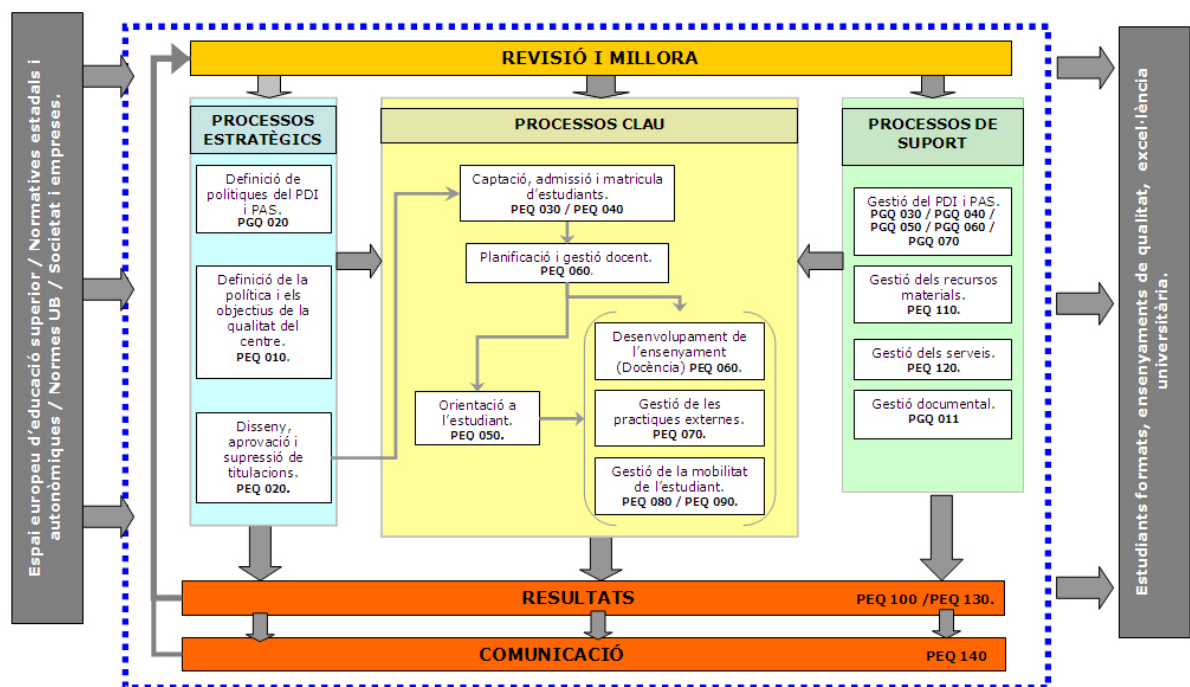 Espai europeu d'educació superior / Normatives estadals i
autonòmiques / Normes UB / Societat i empreses.
REVISIÓ I MILLORA
PROCESSOS
ESTRATÈGICS
Definició de
politiques del PDI
i PAS.
PGQ 020
Definició de la
política i els
objectius de la
qualitat del
centre.
PEQ 010.
Disseny,
aprovació i
supressió de
titulacions.
PEQ 020.
PROCESSOS CLAU
Captació, admissió i matricula
d'estudiants.
PEQ 030 / PEQ 040
Planificació i gestió docent.
PEQ 060.
Desenvolupament de
l'ensenyament
(Docència) PEQ 060.
Orientació a
l'estudiant.
PEQ 050.
Gestió de les
practiques externes.
PEQ 070.
Gestió de la mobilitat
de l'estudiant.
PEQ 080 / PEQ 090.
PROCESSOS DE
SUPORT
Gestió del PDI i PAS.
PGQ 030 / PGQ 040 /
PGQ 050 / PGQ 060 /
PGQ 070
Gestió dels recursos
materials.
PEQ 110.
Gestió dels serveis.
PEQ 120.
Gestió documental.
PGQ 011
RESULTATS
PEQ 100 /PEQ 130.
COMUNICACIÓ
PEQ 140
Estudiants formats, ensenyaments de qualitat, excel·lència
universitària.